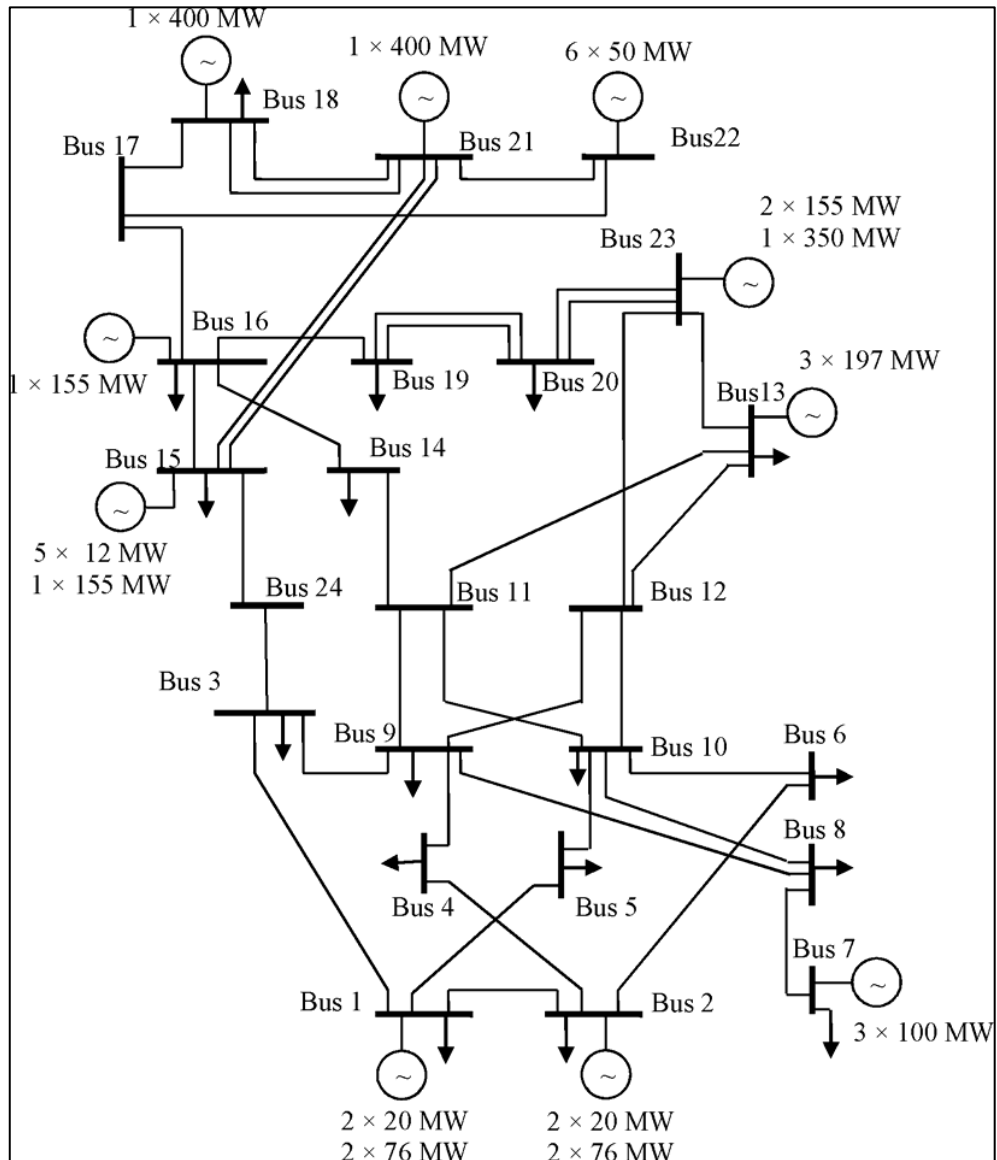 1 × 400 MW
1 × 400 MW
6 × 50 MW
Bus 18
Bus 17
Bus 21
Bus22
2 × 155 MW
1 × 350 MW
Bus 23
Bus 16
1 × 155 MW
Bus 19
Bus 20
3 × 197 MW
Bus13
Bus 15
Bus 14
5 × 12 MW
1 × 155 MW
Bus 24
Bus 11
Bus 12
Bus 3
Bus 9
Bus 10
Bus 6
Bus 8
Bus 4
Bus 5
Bus 7
3 × 100 MW
Bus 1
Bus 2
2 × 20 MW
2 × 76 MW
2 × 20 MW
2 × 76 MW